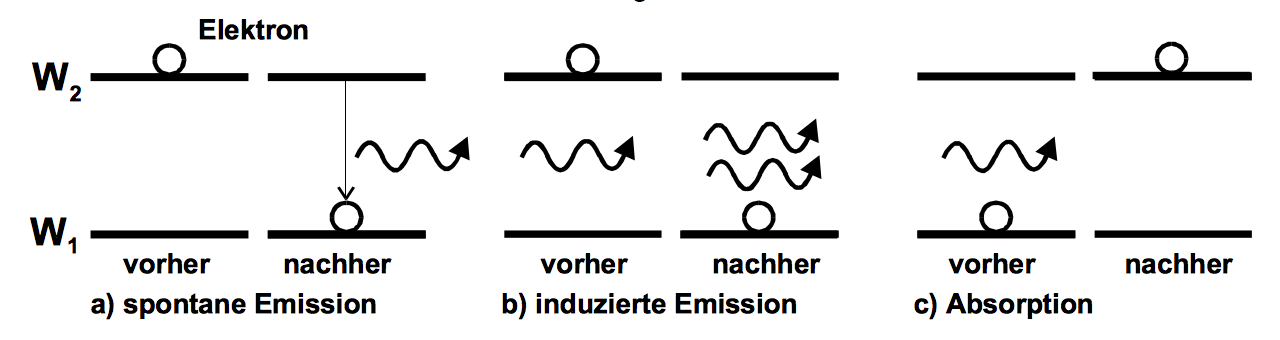 Elektron
W2
W1
vorher nachher vorher nachher vorher nachher
a) spontane Emission b) induzierte Emission c) Absorption